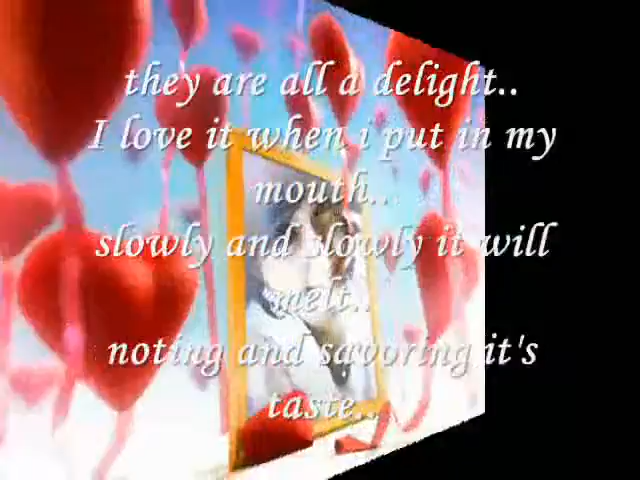 they are all a delight..
I love it when i put in my
mouth...
slowly and slowly it will
melt..
noting and savoring it's
taste..